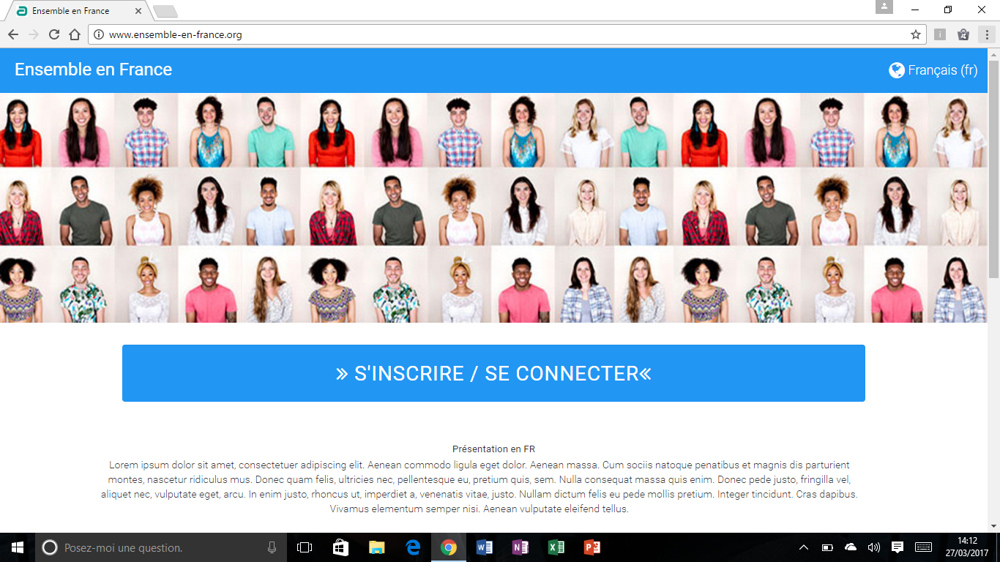 Ensemble en France
www.ensemble-en-france.org
Ensemble en France
Français (fr)
» S'INSCRIRE / SE CONNECTER«
Présentation en FR
Lorem ipsum dolor sit amet, consectetuer adipiscing elit. Aenean commodo ligula eget dolor. Aenean massa. Cum sociis natoque penatibus et magnis dis parturient
montes, nascetur ridiculus mus. Donec quam felis, ultricies nec, pellentesque eu, pretium quis, sem. Nulla consequat massa quis enim. Donec pede justo, fringilla vel,
aliquet nec, vulputate eget, arcu. In enim justo, rhoncus ut, imperdiet a, venenatis vitae, justo. Nullam dictum felis eu pede mollis pretium. Integer tincidunt. Cras dapibus.
Vivamus elementum semper nisi. Aenean vulputate eleifend tellus.
Posez-moi une question.
14:12
27/03/2017